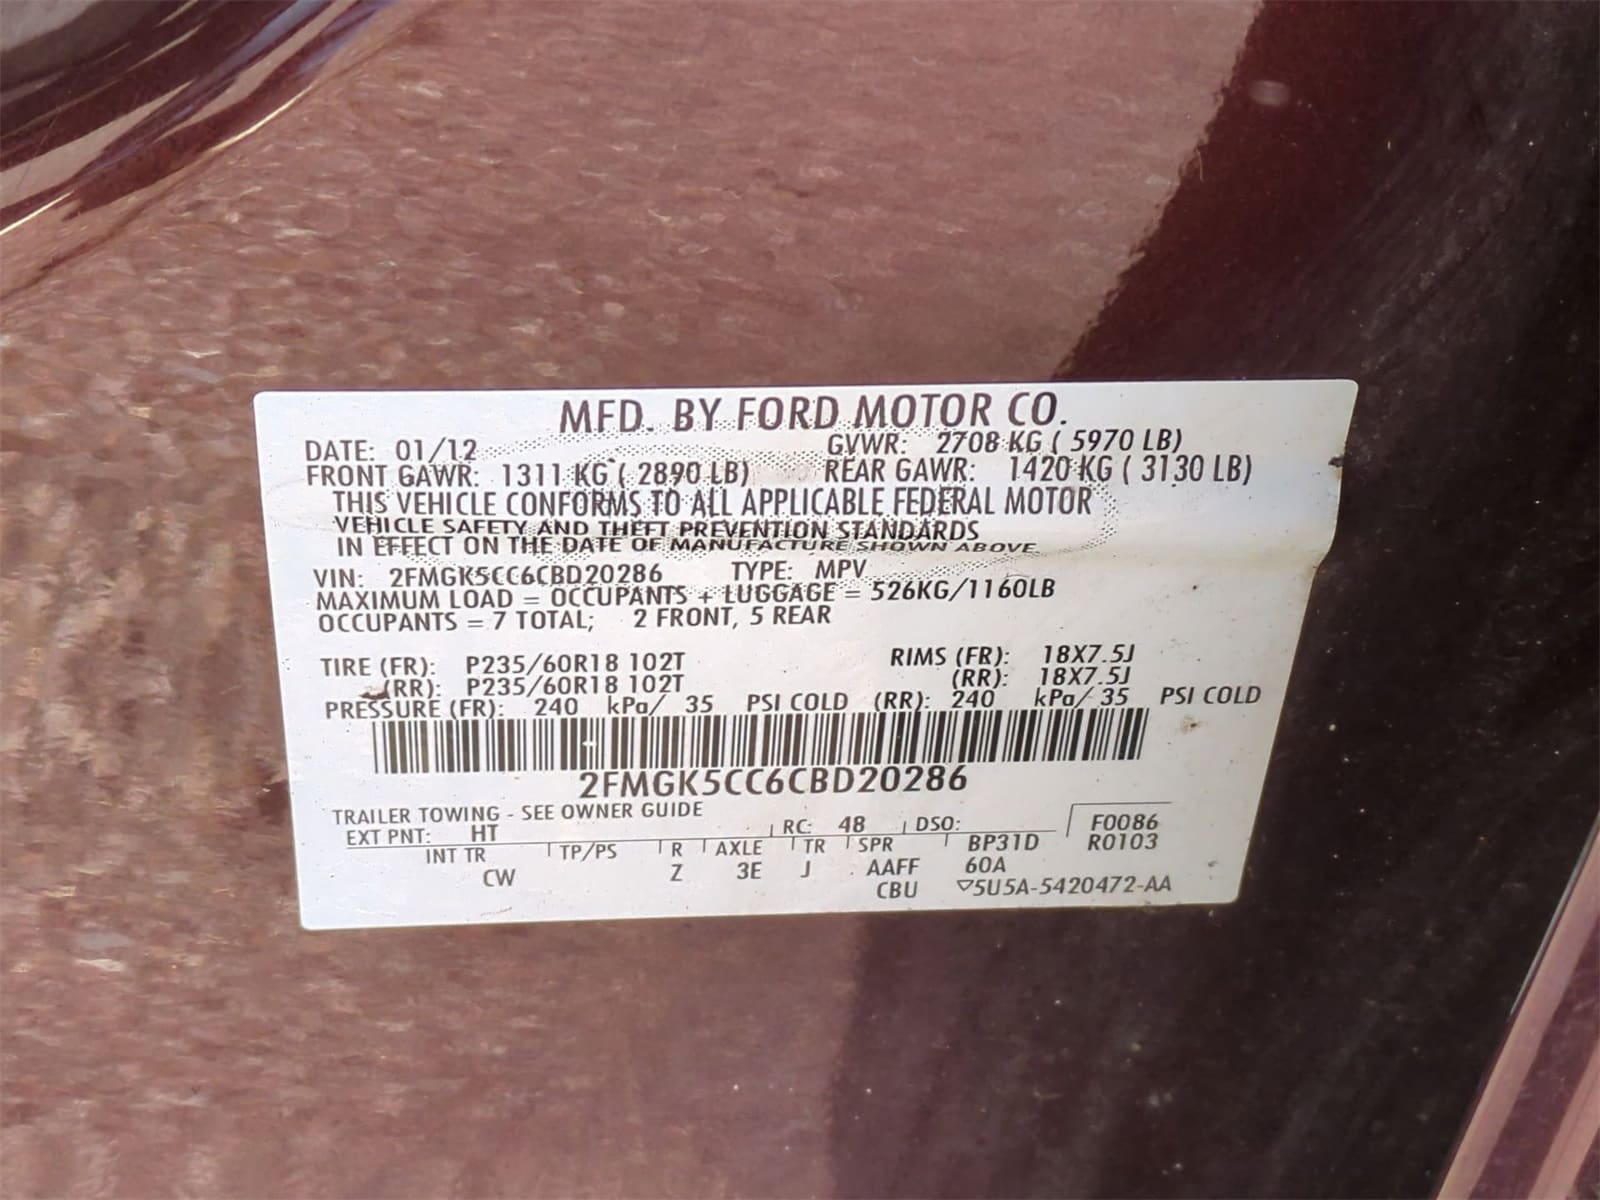 MFD. BY FORD MOTOR CO.
DATE: 01/12 GVWR: 2708 KG ( 5970 LB)
FRONT GAWR: 1311 KG ( 2890 LB) REAR GAWR: 1420 KG ( 3130 LB)
THIS VEHICLE CONFORMS TO ALL APPLICABLE FEDERAL MOTOR
VEHICLE SAFETY AND THEFT PREVENTION STANDARDS
IN EFFECT ON THE DATE OF MANUFACTURE SHOWN ABOVE.
VIN: 2FMGK5CC6CBD20286 TYPE: MPV
MAXIMUM LOAD = OCCUPANTS + LUGGAGE = 526KG/1160LB
OCCUPANTS = 7 TOTAL; 2 FRONT, 5 REAR
TIRE (FR): P235/60R18 102T RIMS (FR): 18X7.5J
(RR): P235/60R18 102T (RR): 18X7.5J
PRESSURE (FR): 240 kPa/ 35 PSI COLD (RR): 240 kPa/ 35 PSI COLD
2FMGK5CC6CBD20286
TRAILER TOWING - SEE OWNER GUIDE
EXT PNT: HT RC: 48 DSO: F0086
INT TR TP/PS R AXLE TR SPR BP31D R0103
CW Z 3E J AAFF 60A
CBU ▽5U5A-5420472-AA